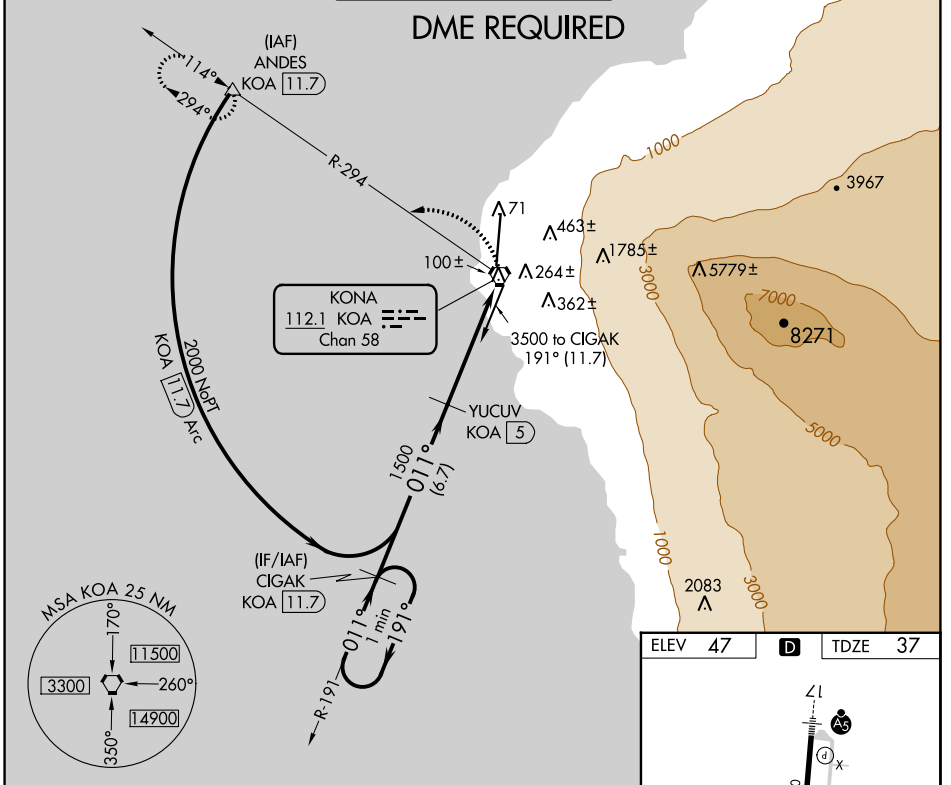 DME REQUIRED
(IAF)
ANDES
KOA 11.7
114°
294°
R-294
1000
3967
71
463±
1785±
100±
264±
5779±
3000
362±
7000
8271
KONA
112.1 KOA
Chan 58
3500 to CIGAK
191° (11.7)
2000 NoPT
KOA 11.7 Arc
YUCUV
KOA 5
5000
1500
011°
(6.7)
(IF/IAF)
CIGAK
KOA 11.7
011°
1 min
191°
R-191
1000
3000
2083
MSA KOA 25 NM
170°
11500
3300
260°
14900
350°
ELEV 47
D
TDZE 37
17
A5
P
X